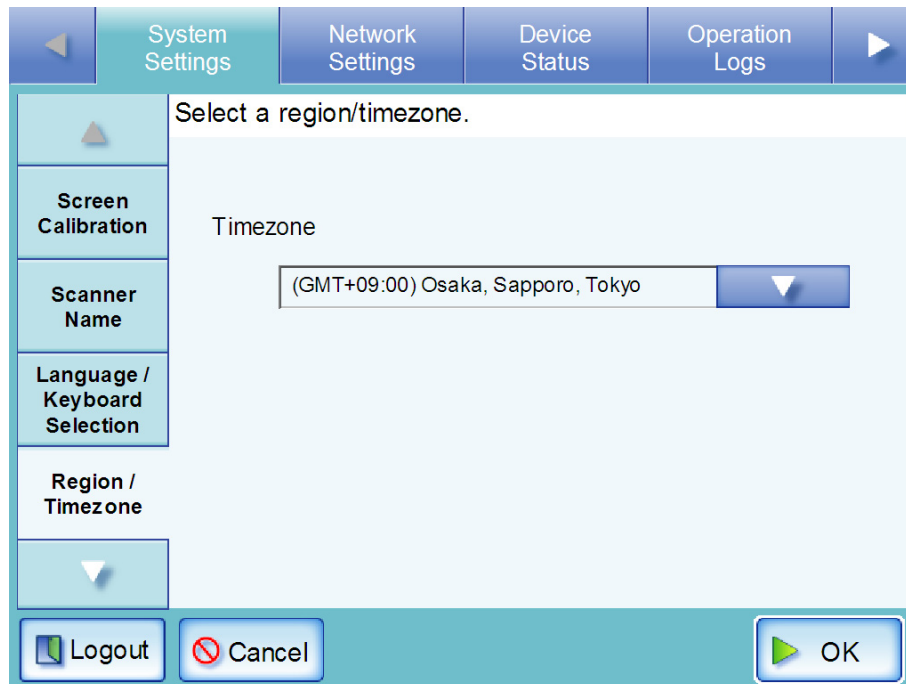 System
Settings
Network
Settings
Device
Status
Operation
Logs
Select a region/timezone.
Screen
Calibration
Scanner
Name
Language /
Keyboard
Selection
Region /
Timezone
Timezone
(GMT+09:00) Osaka, Sapporo, Tokyo
Logout
Cancel
OK